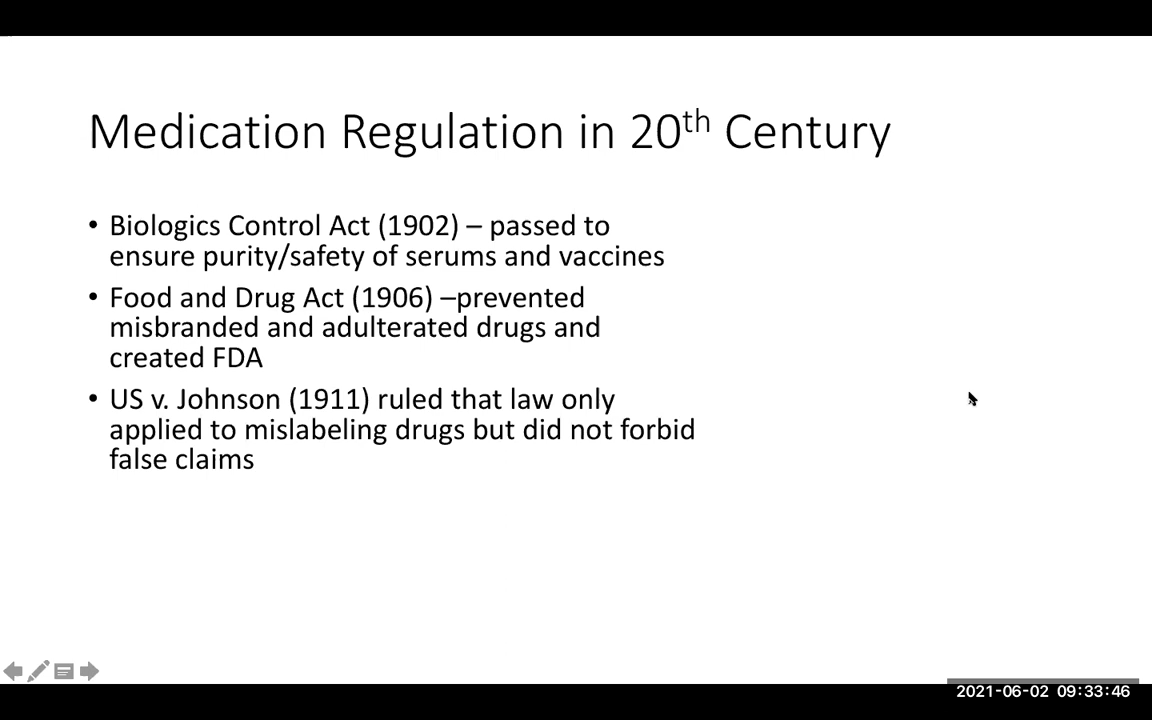 Medication Regulation in 20th Century
• Biologics Control Act (1902) – passed to
ensure purity/safety of serums and vaccines
• Food and Drug Act (1906) –prevented
misbranded and adulterated drugs and
created FDA
• US v. Johnson (1911) ruled that law only
applied to mislabeling drugs but did not forbid
false claims
2021-06-02 09:33:46